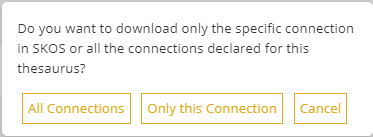 Do you want to download only the specific connection
in SKOS or all the connections declared for this
thesaurus?
All Connections Only this Connection Cancel